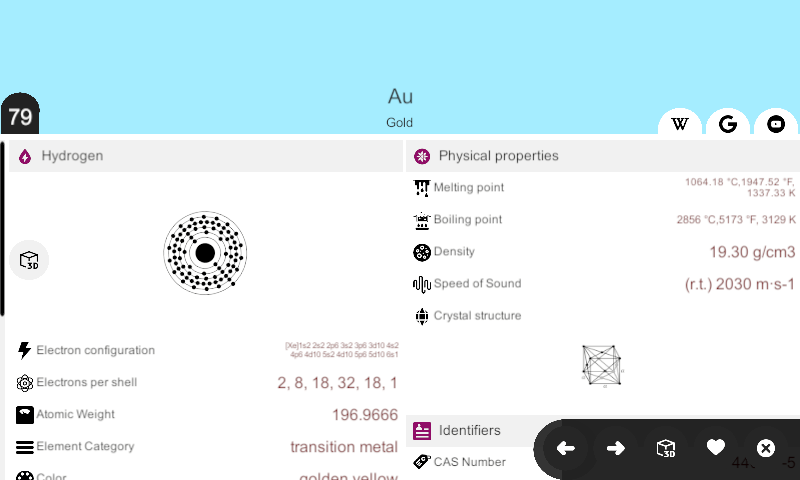 Au
79
Gold
W
G
Hydrogen
3D
Electron configuration
[Xe]1s2 2s2 2p6 3s2 3p6 3d10 4s2
4p6 4d10 5s2 4d10 5p6 5d10 6s1
Electrons per shell
2, 8, 18, 32, 18, 1
Atomic Weight
196.9666
Element Category
transition metal
Color
golden yellow
Physical properties
Melting point
1064.18 °C,1947.52 °F,
1337.33 K
Boiling point
2856 °C,5173 °F, 3129 K
Density
19.30 g/cm3
Speed of Sound
(r.t.) 2030 m·s-1
Crystal structure
Identifiers
CAS Number
-5
3D